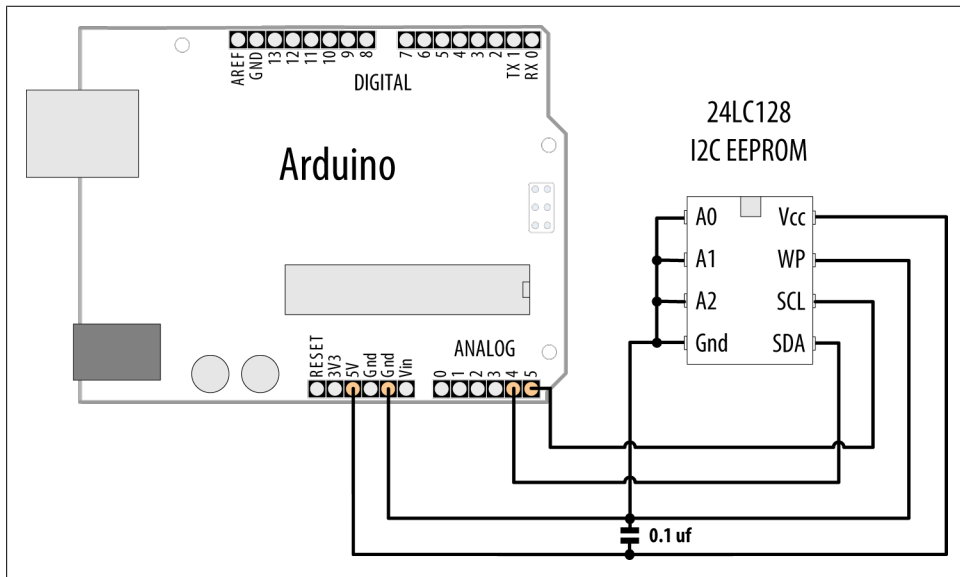 AREF
GND
13
12
11
10
9
8
7
6
5
4
3
2
TX 1
RX 0
DIGITAL
Arduino
24LC128
I2C EEPROM
A0 Vcc
A1 WP
A2 SCL
Gnd SDA
RESET
3V3
5V
Gnd
Gnd
Vin
ANALOG
0
1
2
3
4
5
0.1 uf